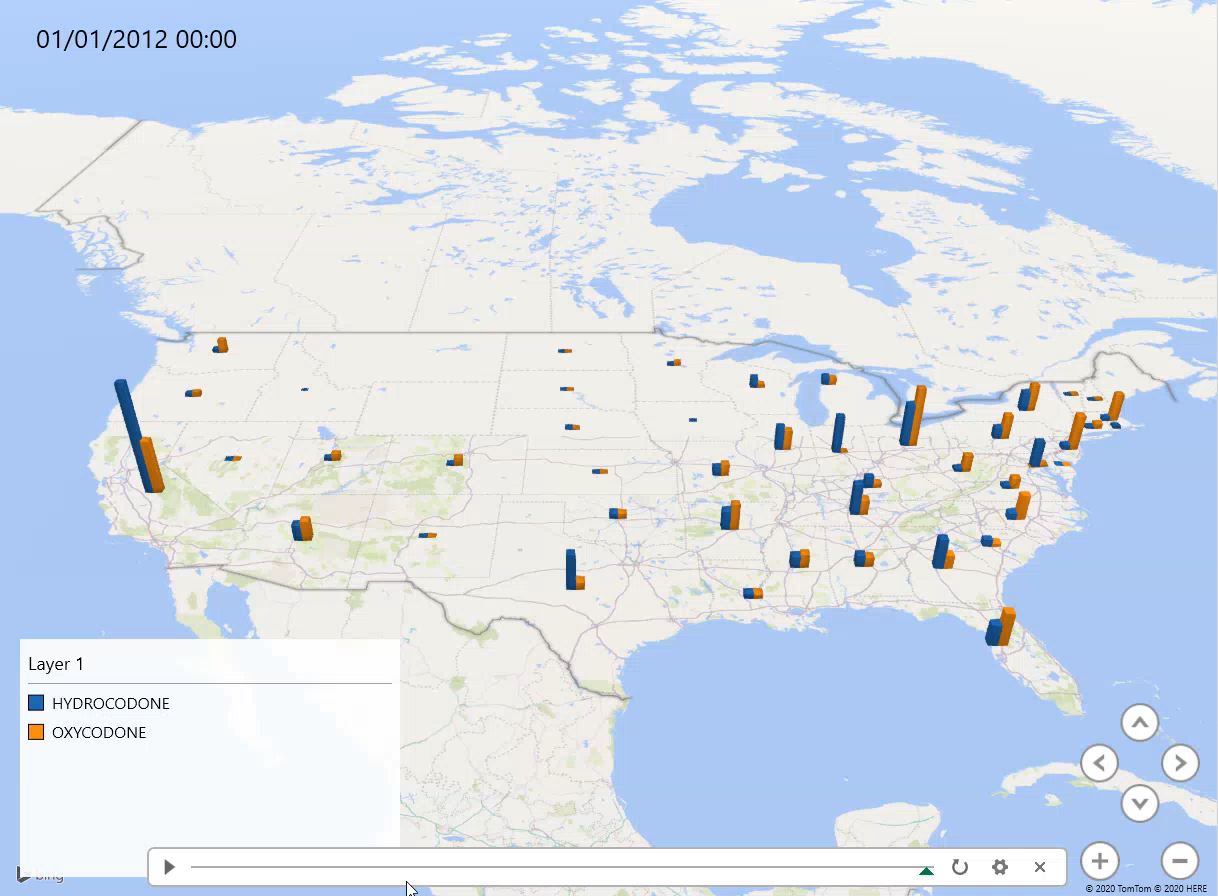 01/01/2012 00:00
Layer 1
HYDROCODONE
OXYCODONE
bing
© 2020 TomTom © 2020 HERE